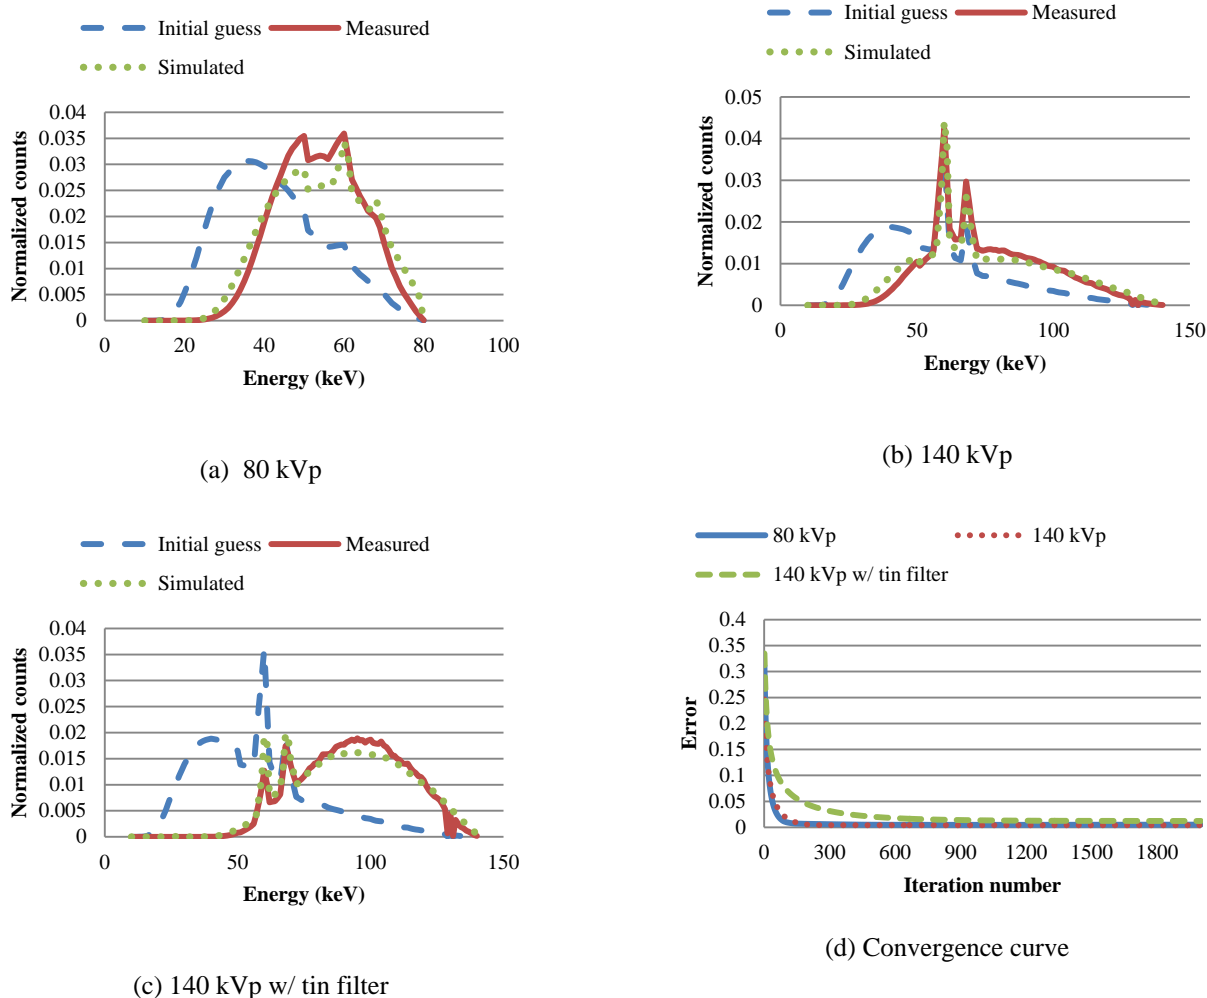 Initial guess Measured
Simulated
0.04
0.035
0.03
0.025
0.02
0.015
0.01
0.005
0
Normalized counts
0 20 40 60 80 100
Energy (keV)
(a) 80 kVp
Initial guess Measured
Simulated
0.05
0.04
0.03
0.02
0.01
0
Normalized counts
0 50 100 150
Energy (keV)
(b) 140 kVp
Initial guess Measured
Simulated
0.04
0.035
0.03
0.025
0.02
0.015
0.01
0.005
0
Normalized counts
0 50 100 150
Energy (keV)
(c) 140 kVp w/ tin filter
80 kVp 140 kVp
140 kVp w/ tin filter
0.4
0.35
0.3
0.25
0.2
0.15
0.1
0.05
0
Error
0 300 600 900 1200 1500 1800
Iteration number
(d) Convergence curve